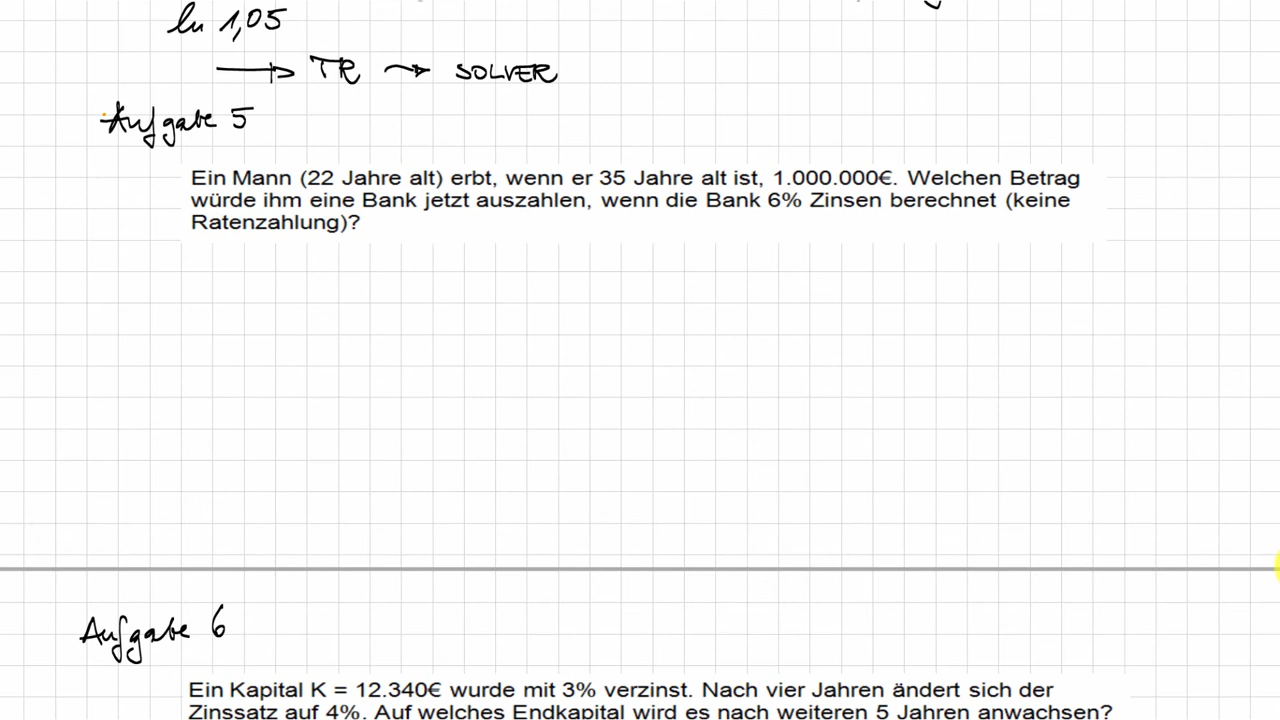 ln 1,05
TR SOLVER
Aufgabe 5
Ein Mann (22 Jahre alt) erbt, wenn er 35 Jahre alt ist, 1.000.000€. Welchen Betrag
würde ihm eine Bank jetzt auszahlen, wenn die Bank 6% Zinsen berechnet (keine
Ratenzahlung)?
Aufgabe 6
Ein Kapital K = 12.340€ wurde mit 3% verzinst. Nach vier Jahren ändert sich der
Zinssatz auf 4%. Auf welches Endkapital wird es nach weiteren 5 Jahren anwachsen?